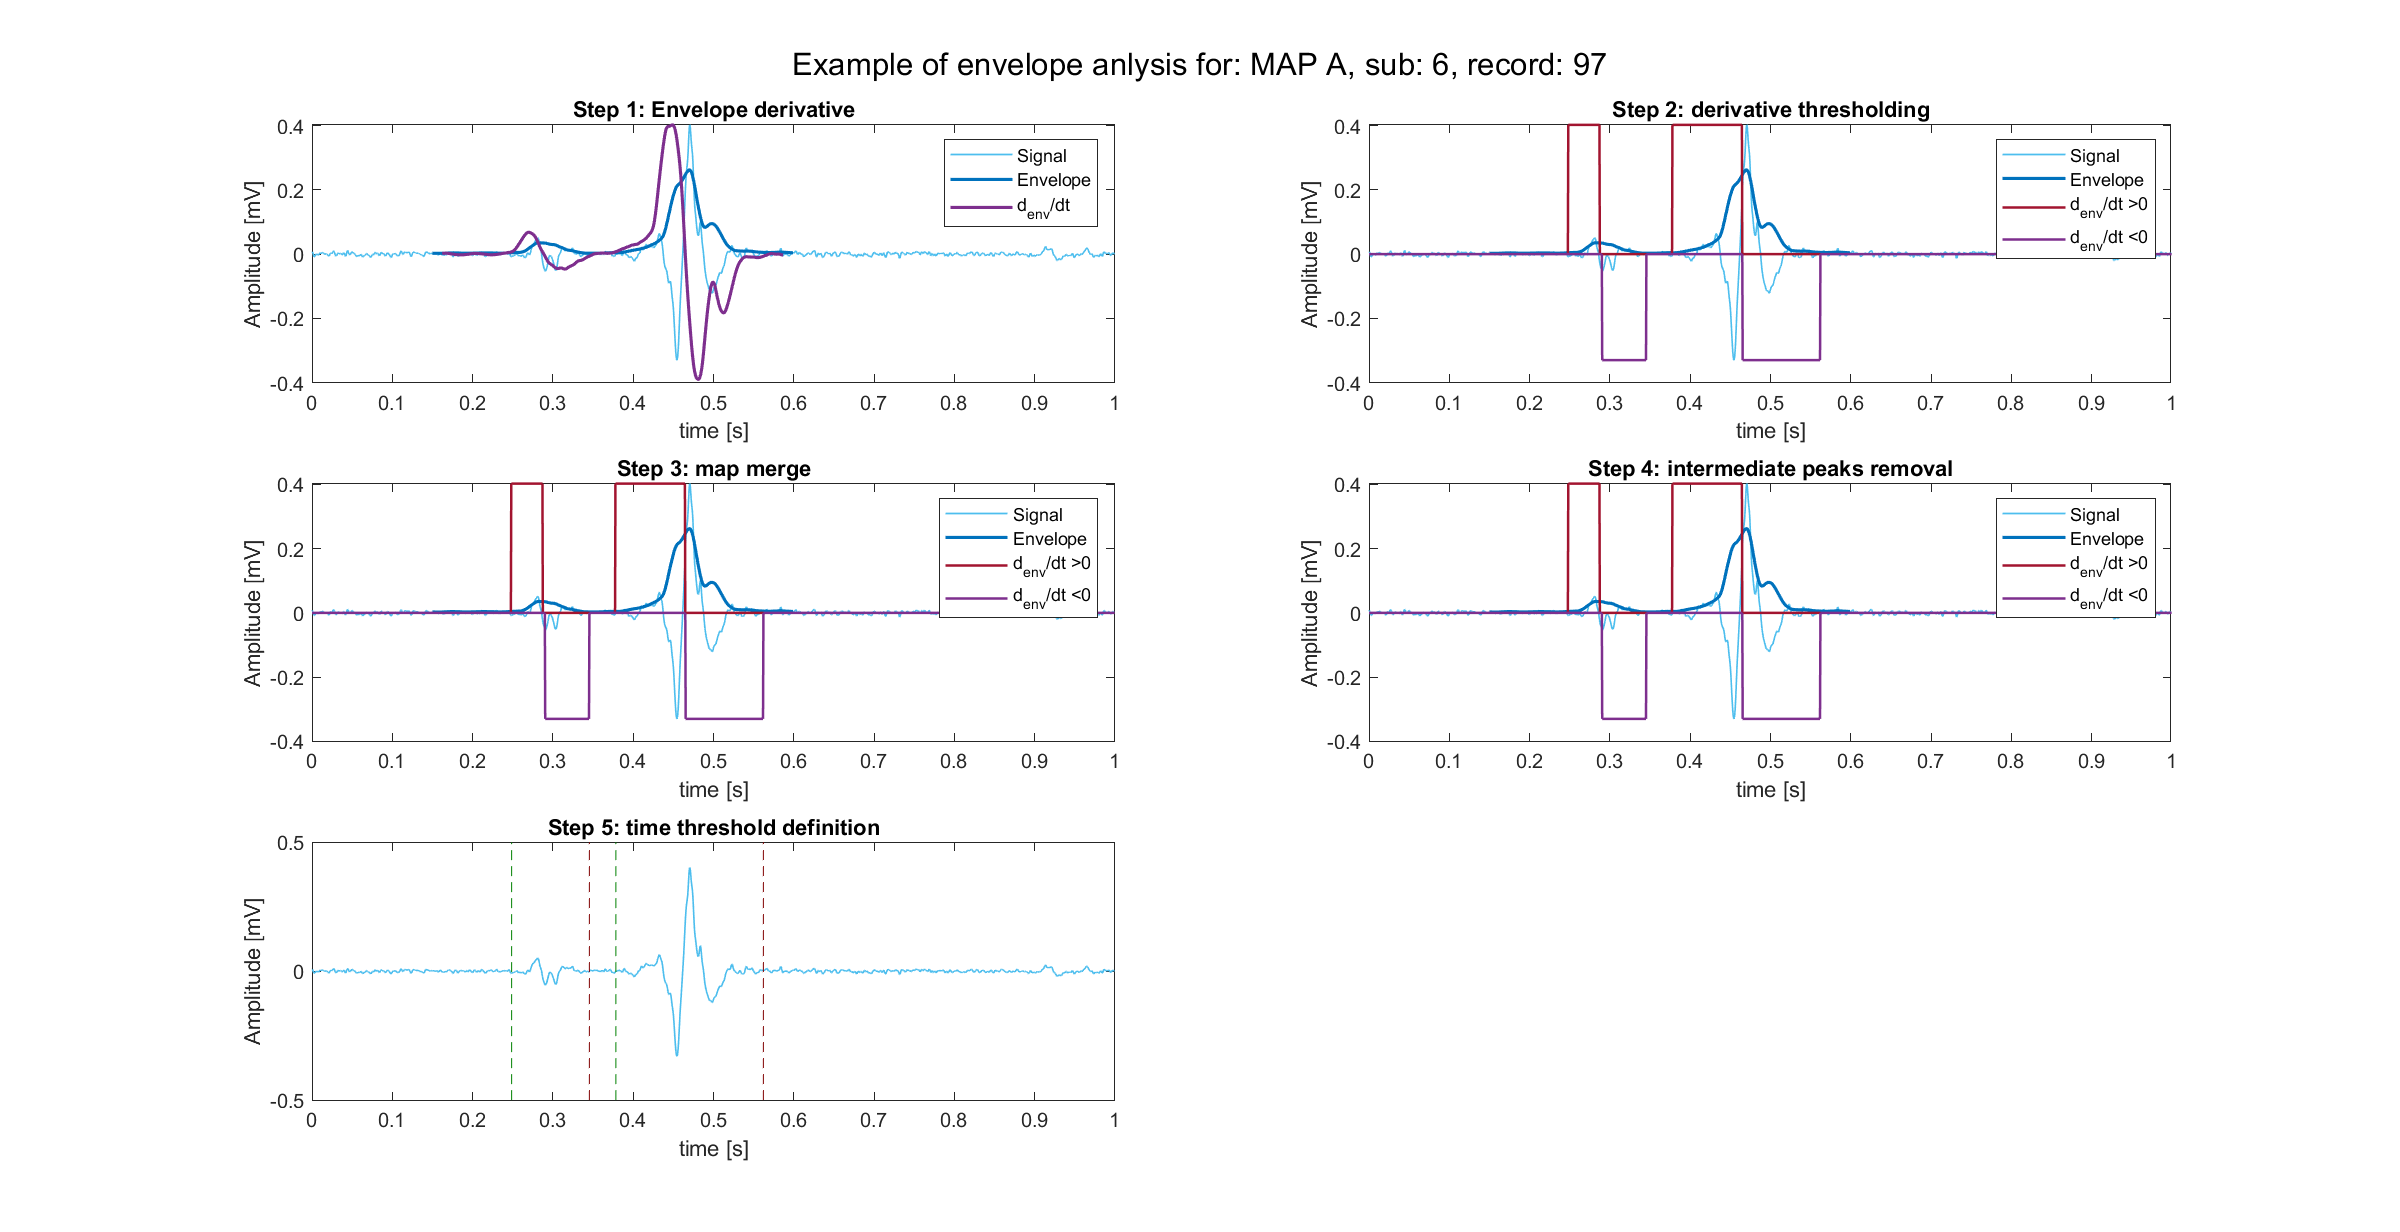 Example of envelope anlysis for: MAP A, sub: 6, record: 97
Step 1: Envelope derivative
0.4
0.2
0
-0.2
-0.4
Amplitude [mV]
0 0.1 0.2 0.3 0.4 0.5 0.6 0.7 0.8 0.9 1
time [s]
Signal
Envelope
d_env/dt
Step 2: derivative thresholding
0.4
0.2
0
-0.2
-0.4
Amplitude [mV]
0 0.1 0.2 0.3 0.4 0.5 0.6 0.7 0.8 0.9 1
time [s]
Signal
Envelope
d_env/dt >0
d_env/dt <0
Step 3: map merge
0.4
0.2
0
-0.2
-0.4
Amplitude [mV]
0 0.1 0.2 0.3 0.4 0.5 0.6 0.7 0.8 0.9 1
time [s]
Signal
Envelope
d_env/dt >0
d_env/dt <0
Step 4: intermediate peaks removal
0.4
0.2
0
-0.2
-0.4
Amplitude [mV]
0 0.1 0.2 0.3 0.4 0.5 0.6 0.7 0.8 0.9 1
time [s]
Signal
Envelope
d_env/dt >0
d_env/dt <0
Step 5: time threshold definition
0.5
0
-0.5
Amplitude [mV]
0 0.1 0.2 0.3 0.4 0.5 0.6 0.7 0.8 0.9 1
time [s]